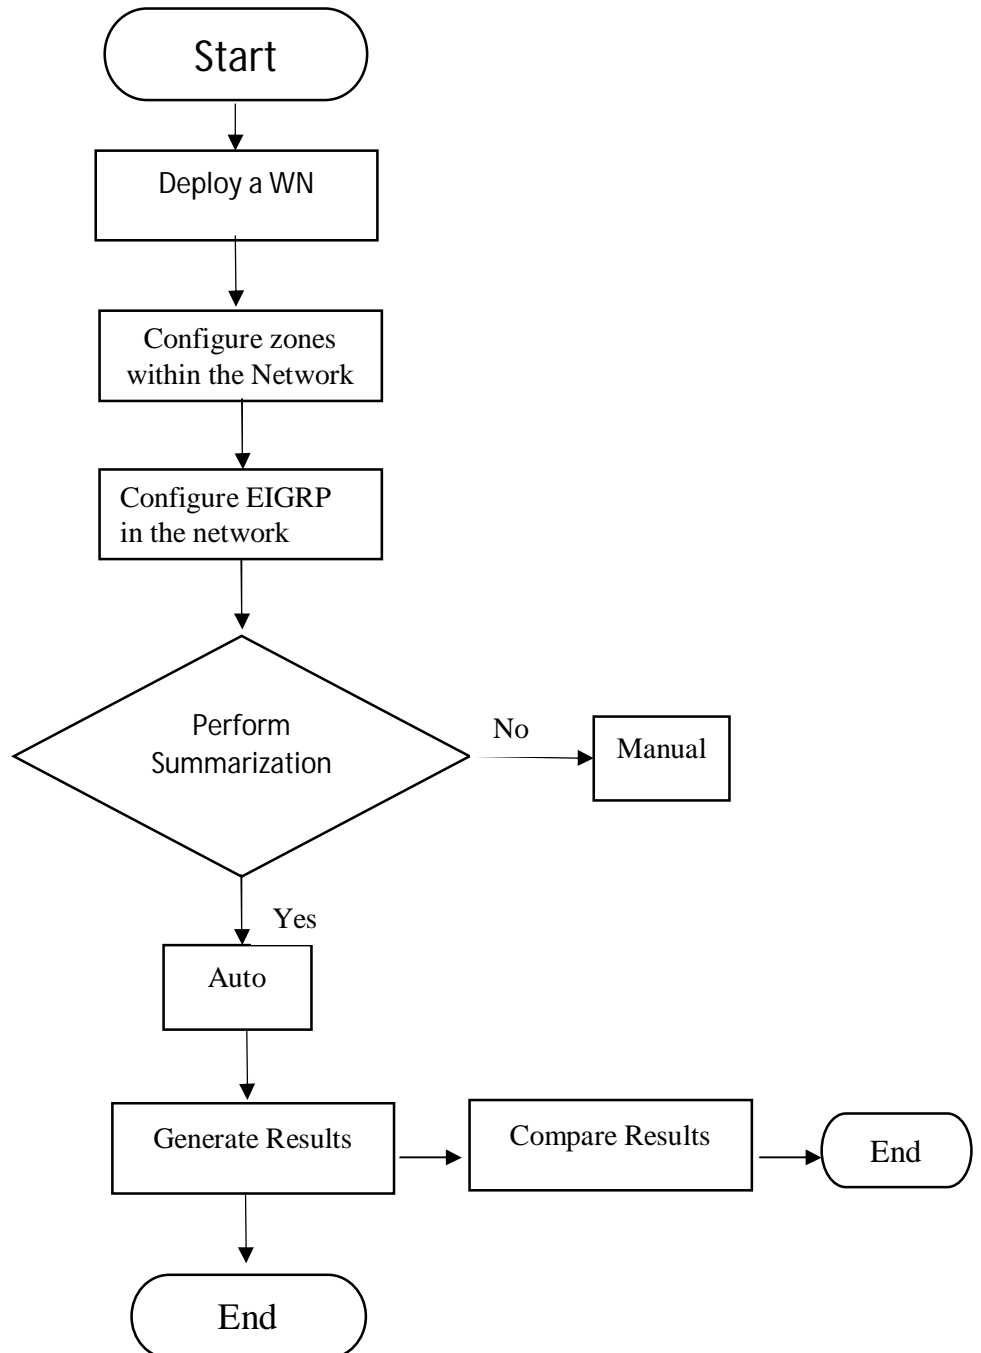 Start
Deploy a WN
Configure zones
within the Network
Configure EIGRP
in the network
Perform
Summarization
No
Manual
Yes
Auto
Generate Results
Compare Results
End
End